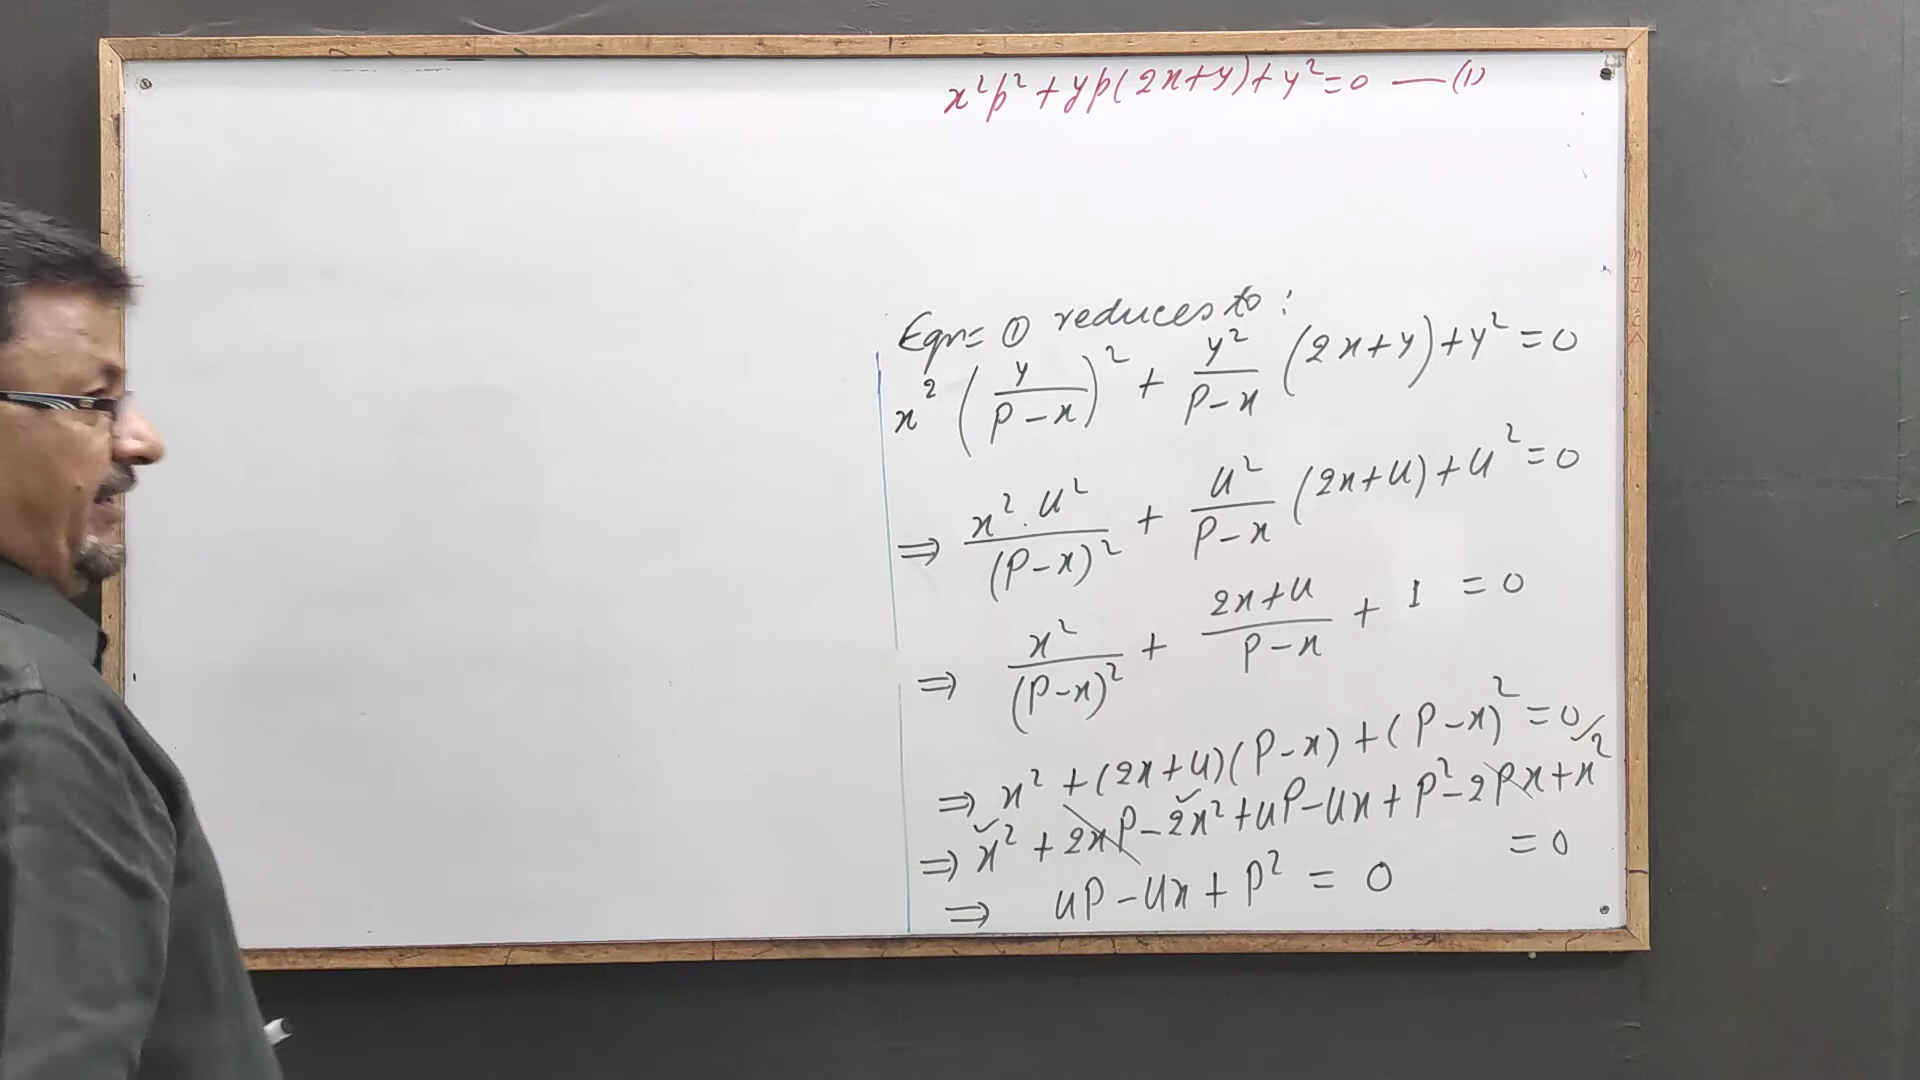 x²p² + yp(2x+y) + y² = 0 — (1)
Eqn= ① reduces to :
x² (y/(P-x))² + y²/(P-x) (2x+y) + y² = 0
⇒ x².u²/(P-x)² + u²/(P-x) (2x+u) + u² = 0
⇒ x²/(P-x)² + (2x+u)/(P-x) + 1 = 0
⇒ x² + (2x+u)(P-x) + (P-x)² = 0
⇒ x² + 2xP - 2x² + uP - ux + P² - 2Px + x²
= 0
⇒ uP - ux + P² = 0